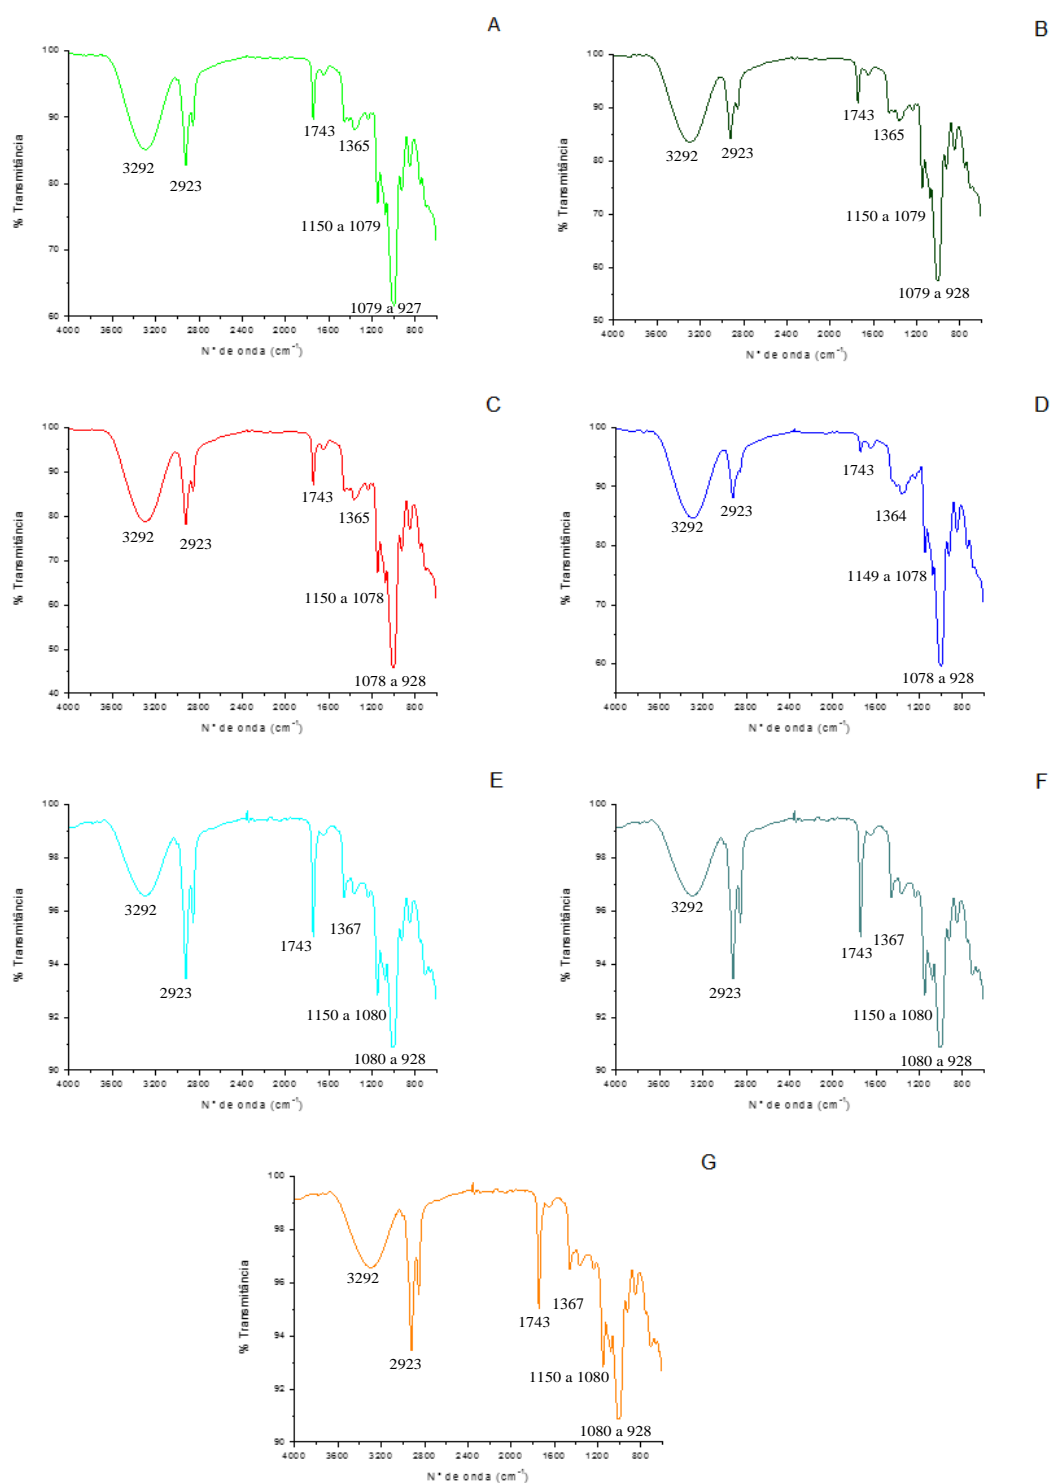 A
100
90
80
70
60
% Transmitância
3292
2923
1743
1365
1150 a 1079
1079 a 927
4000 3600 3200 2800 2400 2000 1600 1200 800
N° de onda (cm⁻¹)
B
100
90
80
70
60
50
% Transmitância
3292
2923
1743
1365
1150 a 1079
1079 a 928
4000 3600 3200 2800 2400 2000 1600 1200 800
N° de onda (cm⁻¹)
C
100
90
80
70
60
50
40
% Transmitância
3292
2923
1743
1365
1150 a 1078
1078 a 928
4000 3600 3200 2800 2400 2000 1600 1200 800
N° de onda (cm⁻¹)
D
100
90
80
70
60
% Transmitância
3292
2923
1743
1364
1149 a 1078
1078 a 928
4000 3600 3200 2800 2400 2000 1600 1200 800
N° de onda (cm⁻¹)
E
100
98
96
94
92
90
% Transmitância
3292
2923
1743
1367
1150 a 1080
1080 a 928
4000 3600 3200 2800 2400 2000 1600 1200 800
N° de onda (cm⁻¹)
F
100
98
96
94
92
90
% Transmitância
3292
2923
1743
1367
1150 a 1080
1080 a 928
4000 3600 3200 2800 2400 2000 1600 1200 800
N° de onda (cm⁻¹)
G
100
98
96
94
92
90
% Transmitância
3292
2923
1743
1367
1150 a 1080
1080 a 928
4000 3600 3200 2800 2400 2000 1600 1200 800
N° de onda (cm⁻¹)